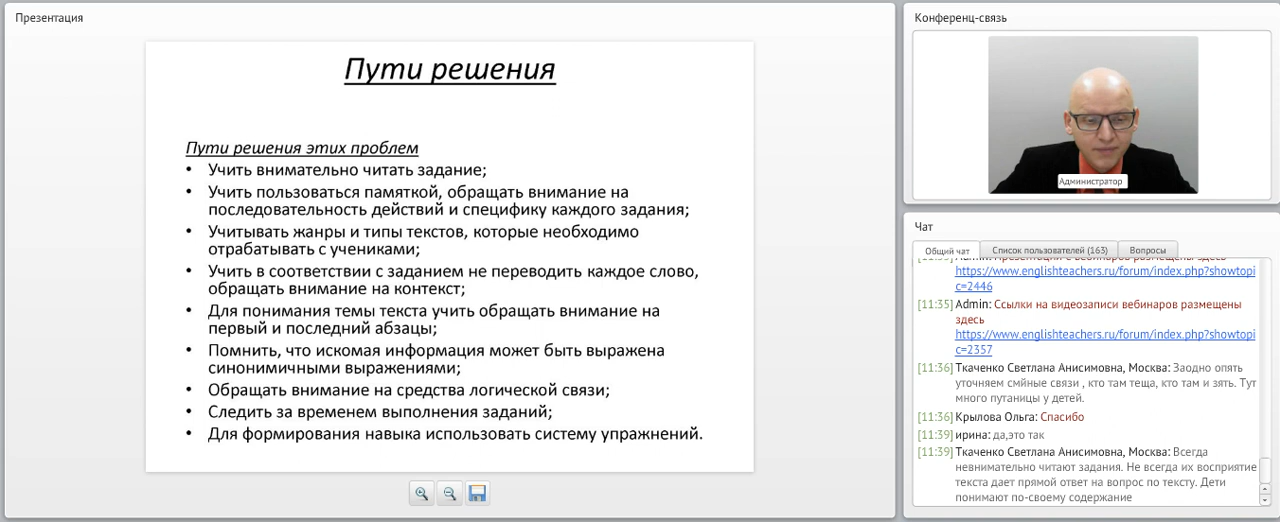 Презентация
Пути решения
Пути решения этих проблем
• Учить внимательно читать задание;
• Учить пользоваться памяткой, обращать внимание на
последовательность действий и специфику каждого задания;
• Учитывать жанры и типы текстов, которые необходимо
отрабатывать с учениками;
• Учить в соответствии с заданием не переводить каждое слово,
обращать внимание на контекст;
• Для понимания темы текста учить обращать внимание на
первый и последний абзацы;
• Помнить, что искомая информация может быть выражена
синонимичными выражениями;
• Обращать внимание на средства логической связи;
• Следить за временем выполнения заданий;
• Для формирования навыка использовать систему упражнений.
Конференц-связь
Администратор
Чат
Общий чат Список пользователей (163) Вопросы
[11:35] Admin: Презентации с вебинаров размещены здесь
https://www.englishteachers.ru/forum/index.php?showtopi
c=2446
[11:35] Admin: Ссылки на видеозаписи вебинаров размещены
здесь
https://www.englishteachers.ru/forum/index.php?showtopi
c=2357
[11:36] Ткаченко Светлана Анисимовна, Москва: Заодно опять
уточняем смйные связи , кто там теща, кто там и зять. Тут
много путаницы у детей.
[11:36] Крылова Ольга: Спасибо
[11:39] ирина: да,это так
[11:39] Ткаченко Светлана Анисимовна, Москва: Всегда
невнимательно читают задания. Не всегда их восприятие
текста дает прямой ответ на вопрос по тексту. Дети
понимают по-своему содержание